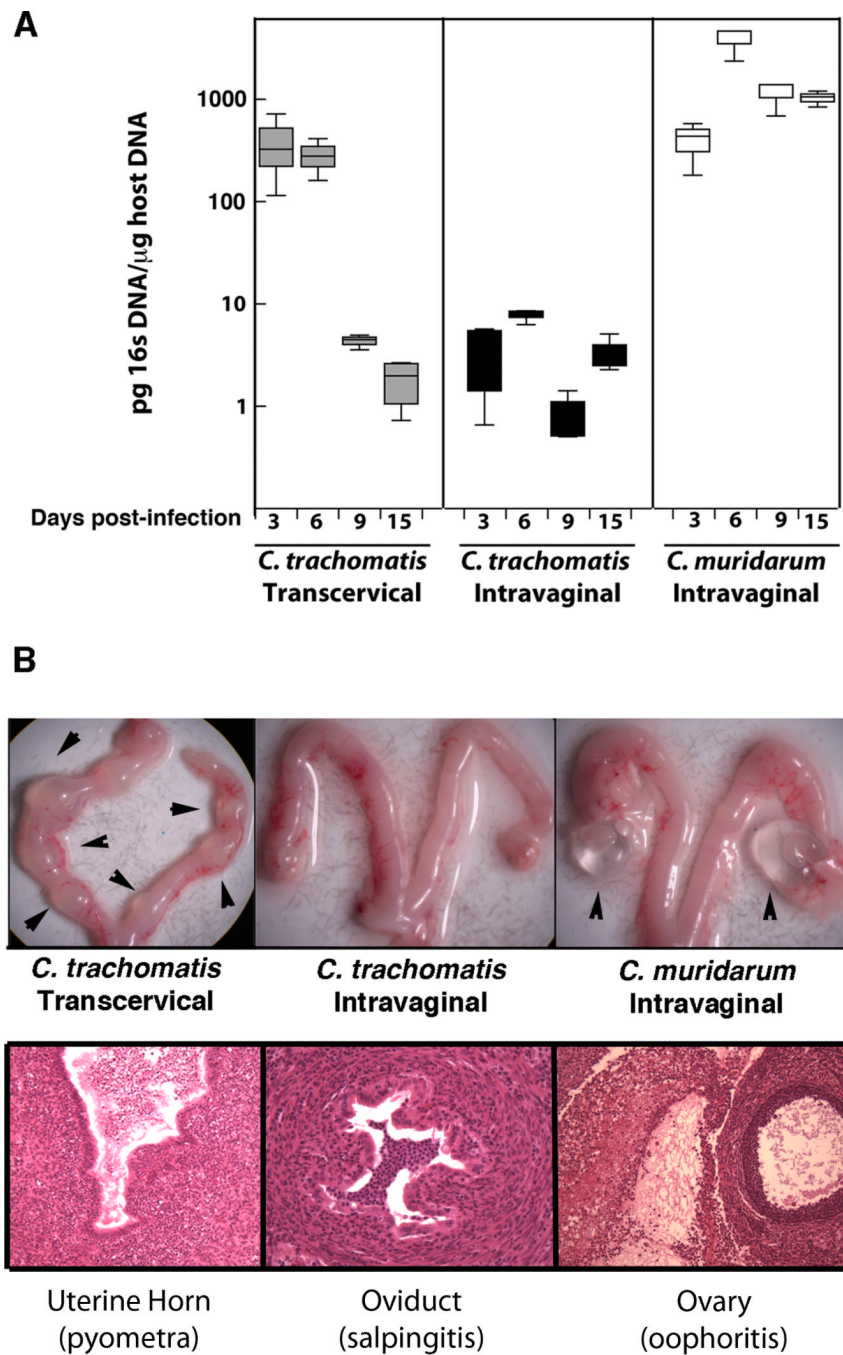 A
pg 16s DNA/µg host DNA
1000
100
10
1
Days post-infection
3 6 9 15
3 6 9 15
3 6 9 15
C. trachomatis
Transcervical
C. trachomatis
Intravaginal
C. muridarum
Intravaginal
B
C. trachomatis
Transcervical
C. trachomatis
Intravaginal
C. muridarum
Intravaginal
Uterine Horn
(pyometra)
Oviduct
(salpingitis)
Ovary
(oophoritis)